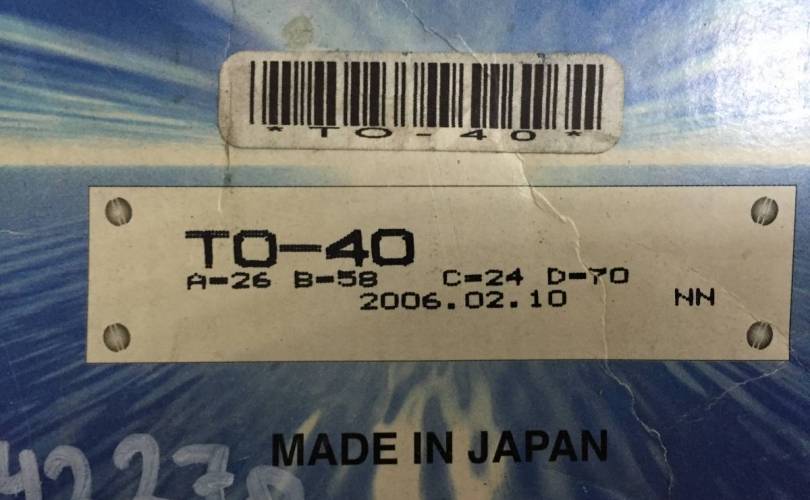 *TO-40*
TO-40
A=26 B=58 C=24 D=70
2006.02.10 NN
MADE IN JAPAN